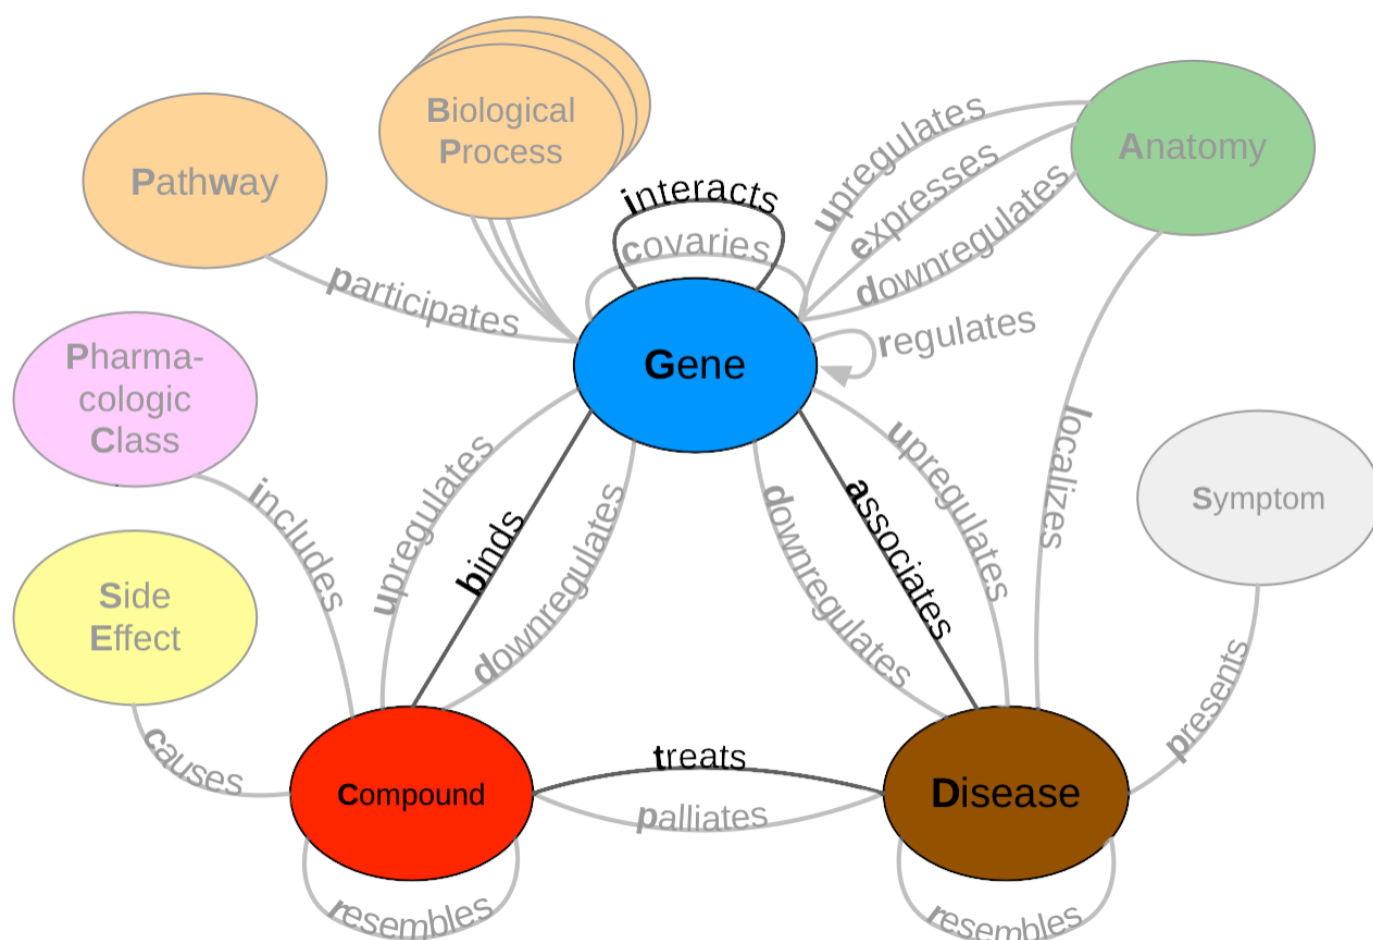 Biological
Process
Pathway
Anatomy
interacts
covaries
upregulates
expresses
downregulates
participates
regulates
Gene
Pharma-
cologic
Class
includes
upregulates
binds
downregulates
downregulates
associates
upregulates
localizes
Symptom
Side
Effect
causes
presents
Compound
treats
palliates
Disease
resembles
resembles